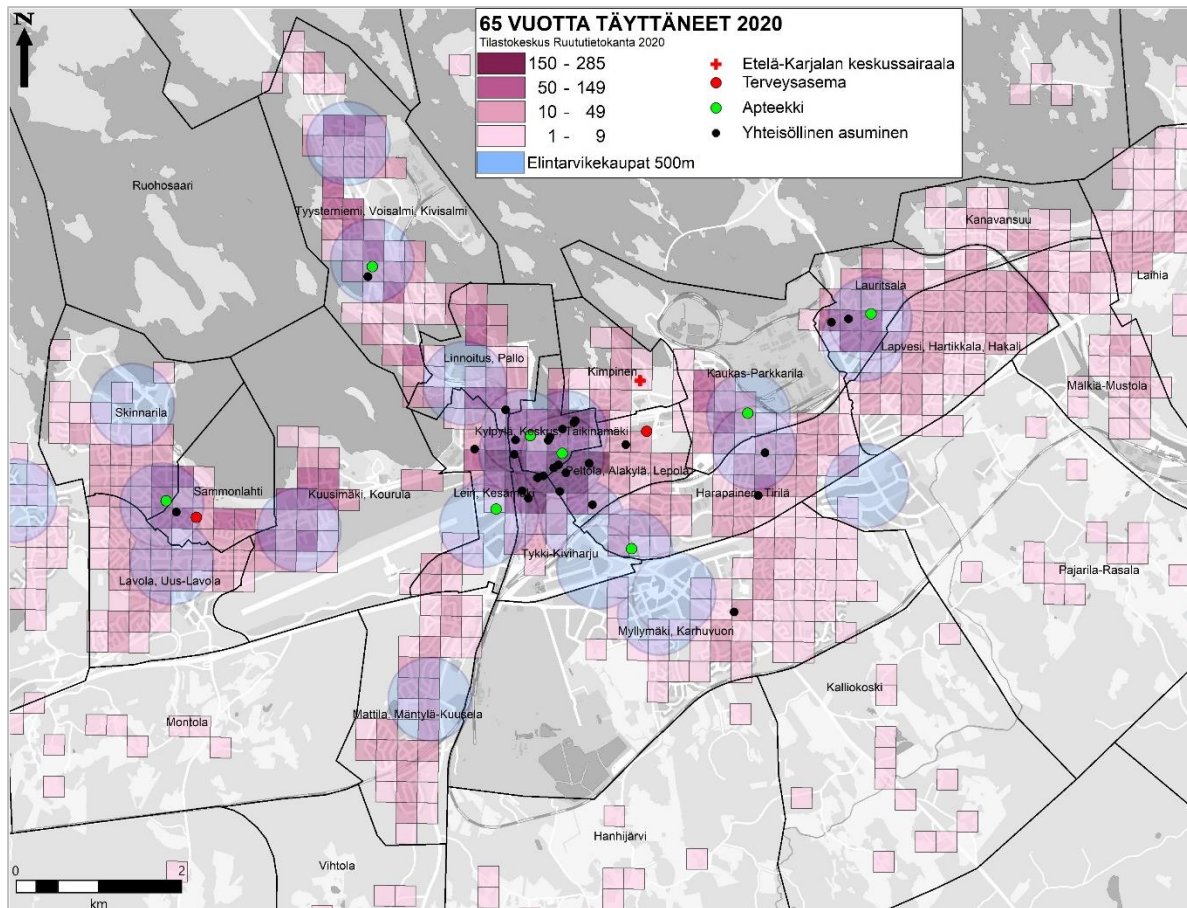 N
65 VUOTTA TÄYTTÄNEET 2020
Tilastokeskus Ruututietokanta 2020
150 - 285
50 - 149
10 - 49
1 - 9
Elintarvikekaupat 500m
Etelä-Karjalan keskussairaala
Terveysasema
Apteekki
Yhteisöllinen asuminen
Ruohosaari
Tyysterniemi, Voisalmi, Kivisalmi
Kanavansuu
Laihia
Lauritsala
Lapvesi, Hartikkala, Hakali
Linnoitus, Pallo
Kimpinen
Kaukas-Parkkarila
Mälkiä-Mustola
Skinnarila
Kylpylä, Keskus, Taikinamäki
Peltola, Alakylä, Lepola
Sammonlahti
Kuusimäki, Kourula
Leiri, Kesämäki
Harapainen, Tirilä
Tykki-Kiviharju
Lavola, Uus-Lavola
Pajarila-Rasala
Myllymäki, Karhuvuori
Kalliokoski
Mattila, Mäntylä-Kuusela
Montola
Hanhijärvi
Vihtola
0 2
km